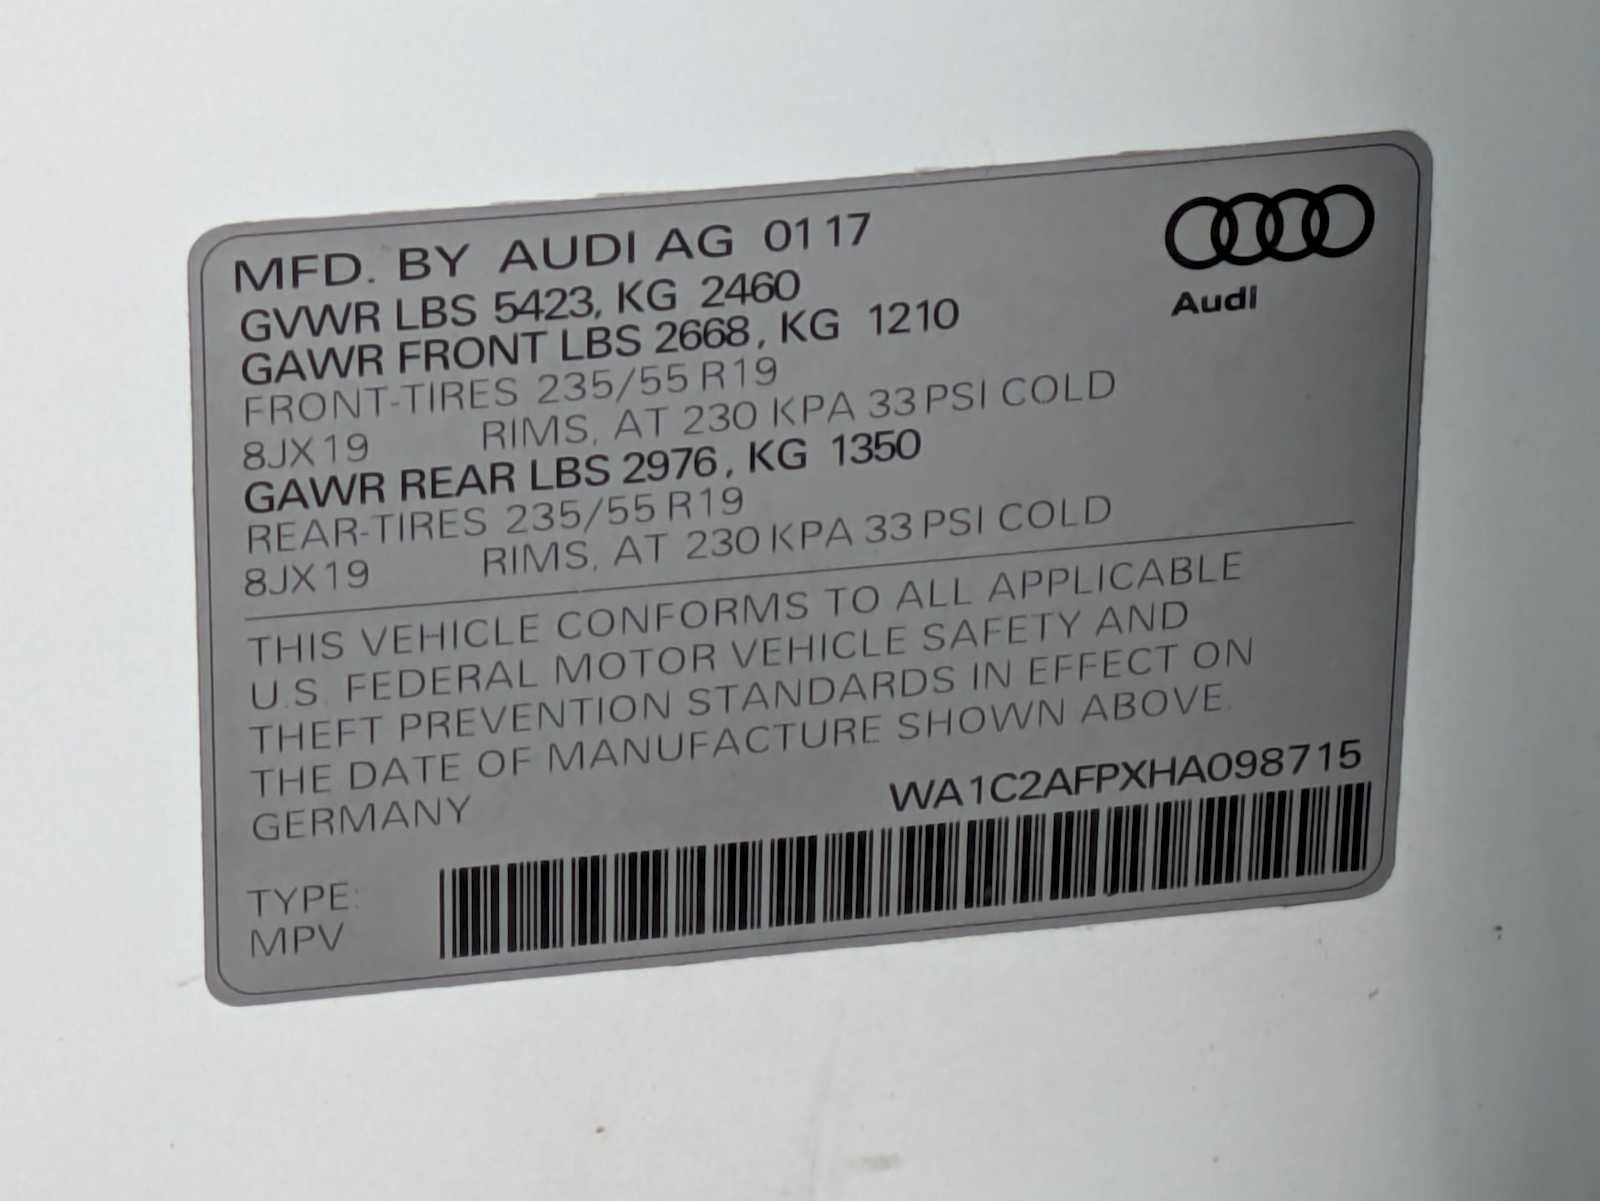 MFD. BY AUDI AG 01 17
Audi
GVWR LBS 5423, KG 2460
GAWR FRONT LBS 2668, KG 1210
FRONT-TIRES 235/55 R19
8JX19 RIMS, AT 230 KPA 33 PSI COLD
GAWR REAR LBS 2976, KG 1350
REAR-TIRES 235/55 R19
8JX19 RIMS, AT 230 KPA 33 PSI COLD
THIS VEHICLE CONFORMS TO ALL APPLICABLE
U.S. FEDERAL MOTOR VEHICLE SAFETY AND
THEFT PREVENTION STANDARDS IN EFFECT ON
THE DATE OF MANUFACTURE SHOWN ABOVE.
GERMANY
WA1C2AFPXHA098715
TYPE:
MPV